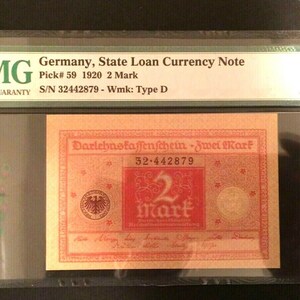 MG
Germany, State Loan Currency Note
Pick# 59 1920 2 Mark
S/N 32442879 - Wmk: Type D
Darlehnskassenschein - Zwei Mark
32·442879
2
Mark